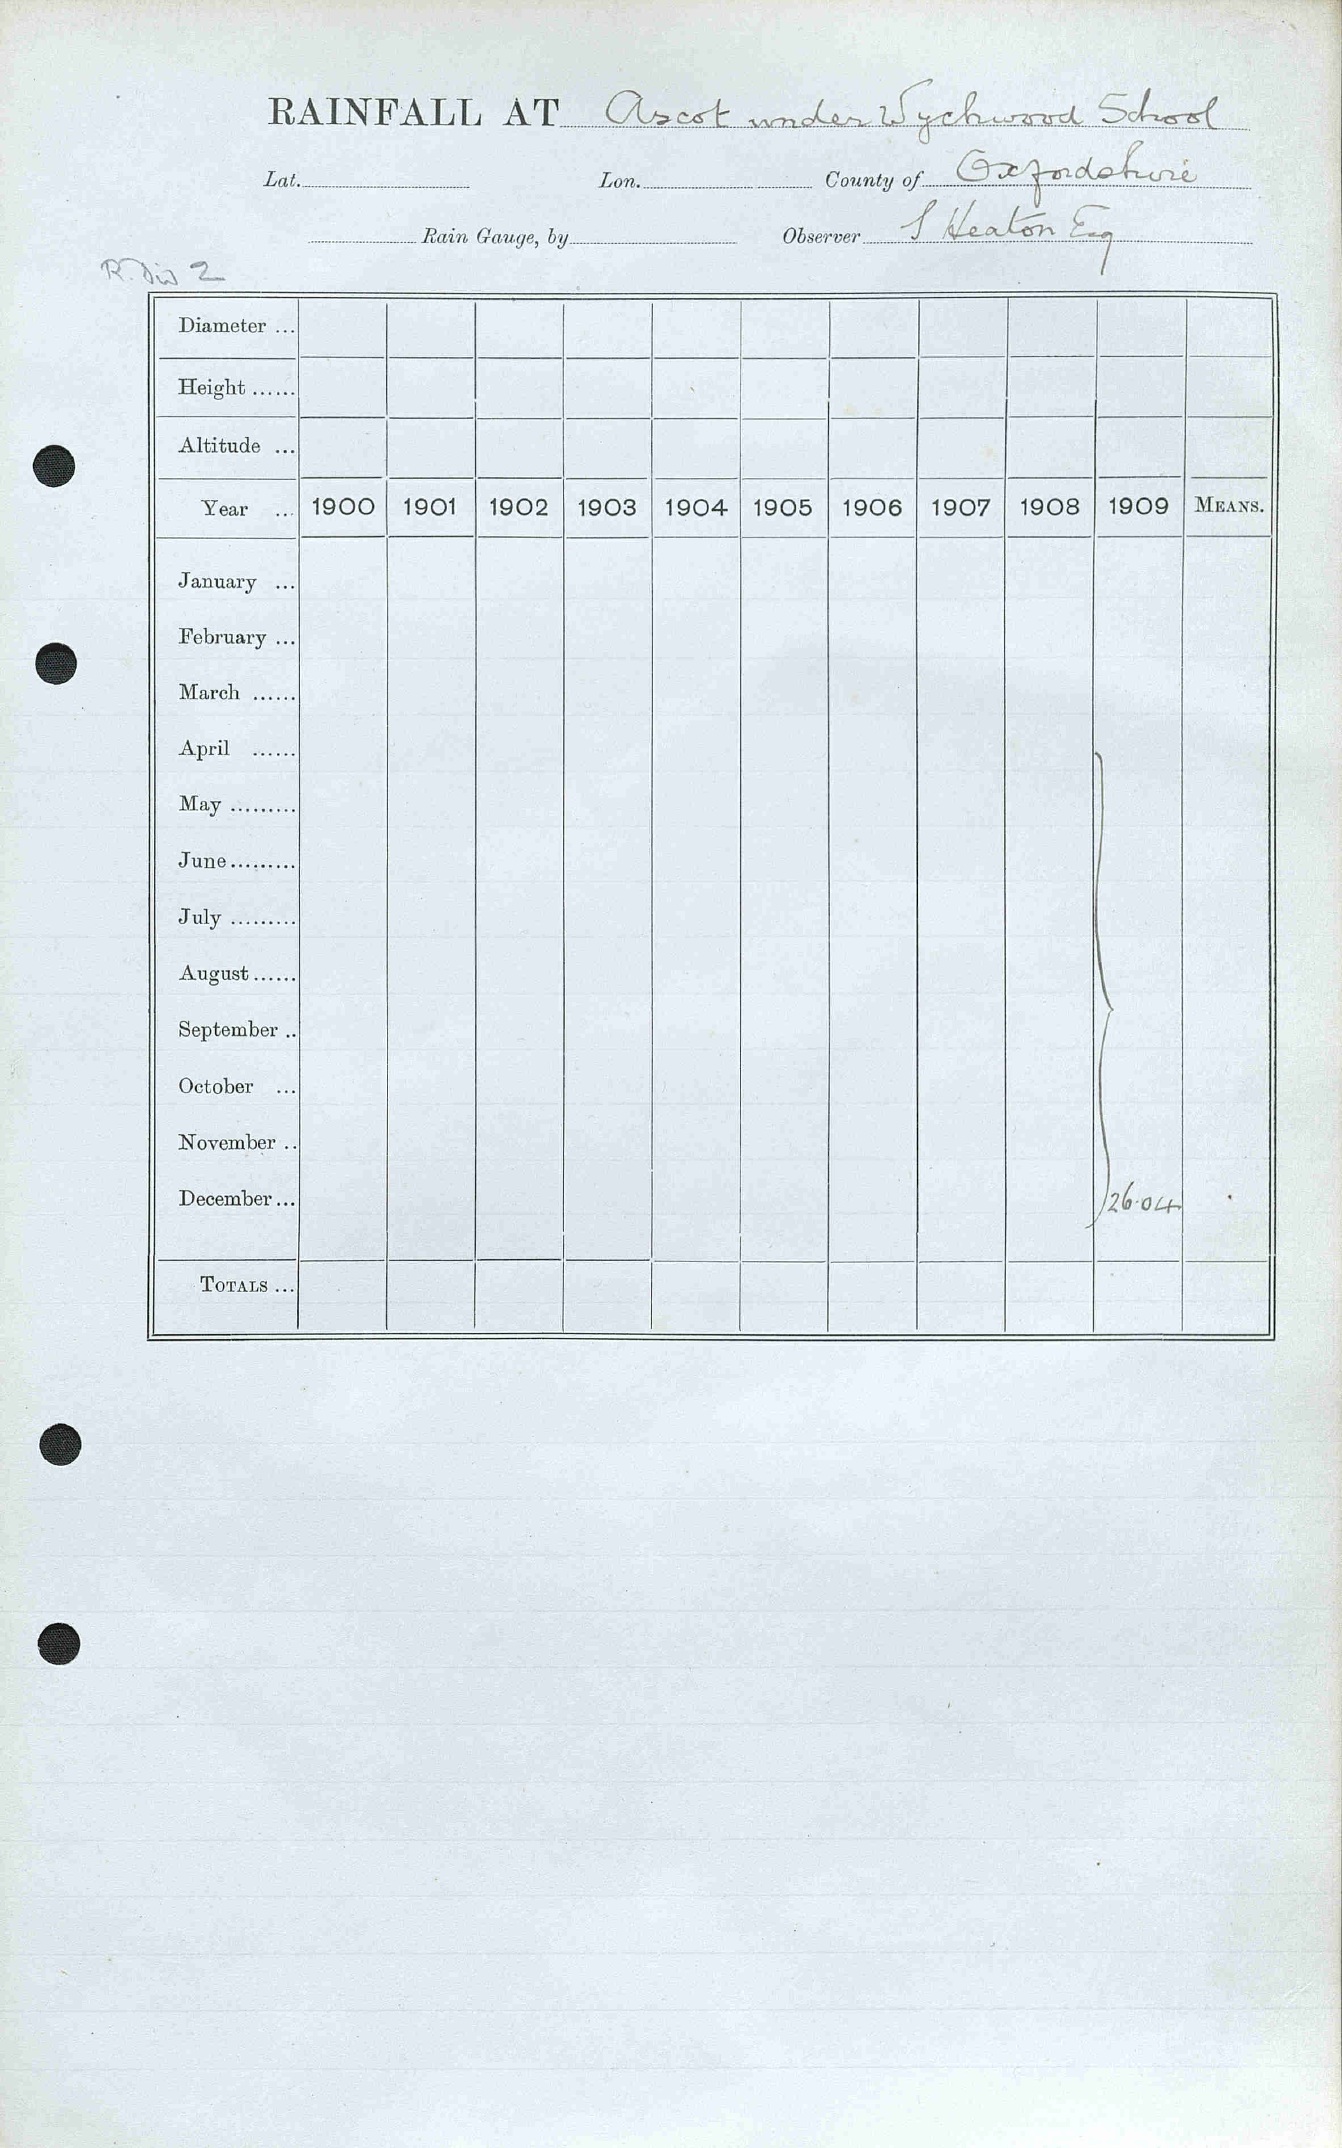 RAINFALL AT Ascot under Wychwood School
Lat. Lon. County of Oxfordshire
Rain Gauge, by Observer S Heaton Esq
R. Div 2
Diameter ...
Height ......
Altitude ...
Year ... 1900 1901 1902 1903 1904 1905 1906 1907 1908 1909 MEANS.
January ...
February ...
March ......
April ......
May .........
June.........
July .........
August......
September ..
October ...
November ..
December... 26.04
TOTALS ...